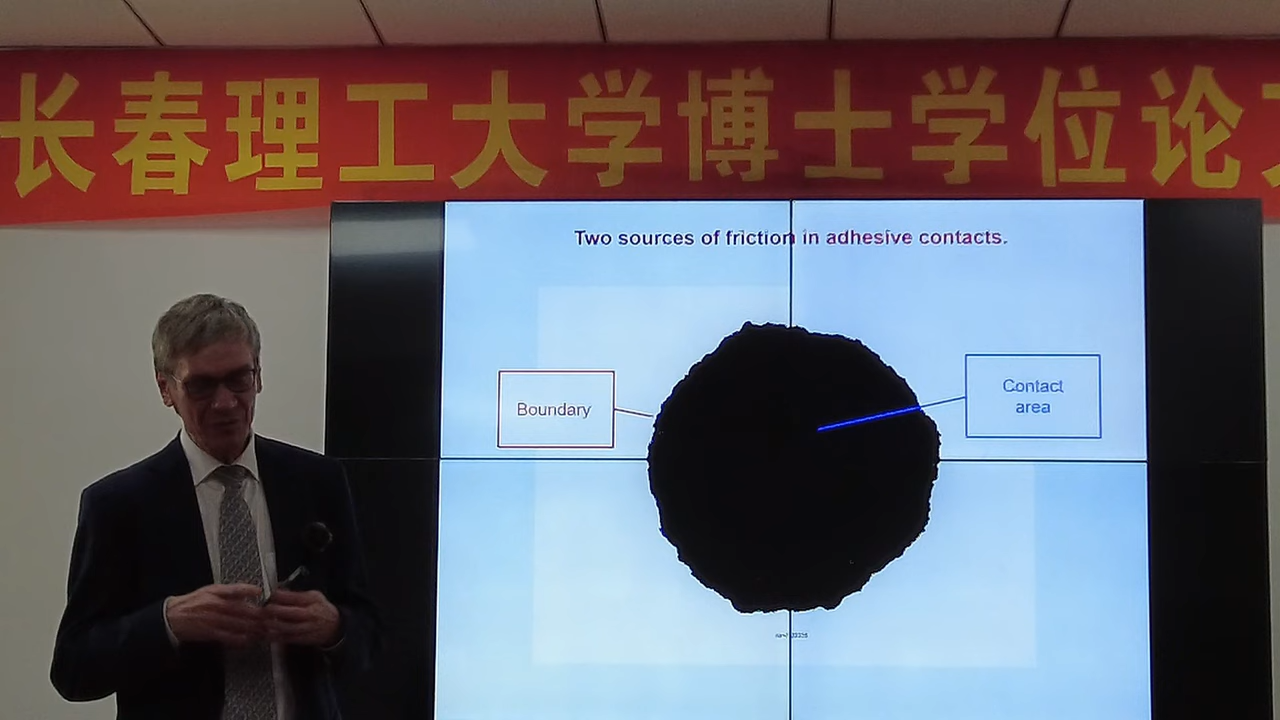 长春理工大学博士学位论
Two sources of friction in adhesive contacts.
Boundary
Contact
area